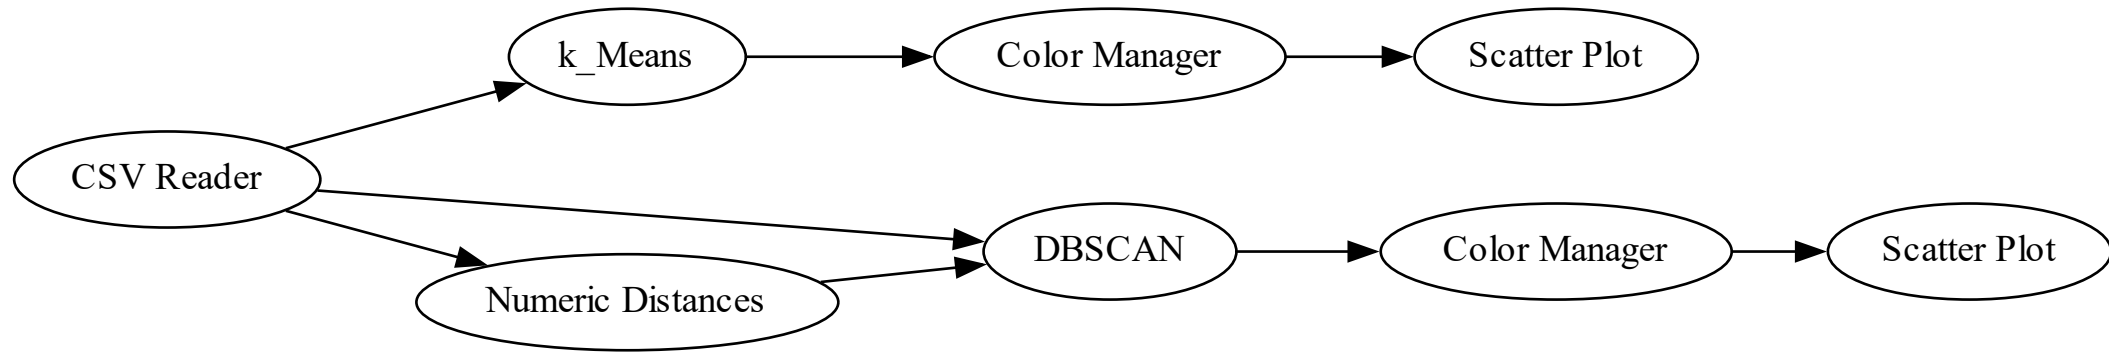 k_Means
Color Manager
Scatter Plot
CSV Reader
DBSCAN
Color Manager
Scatter Plot
Numeric Distances